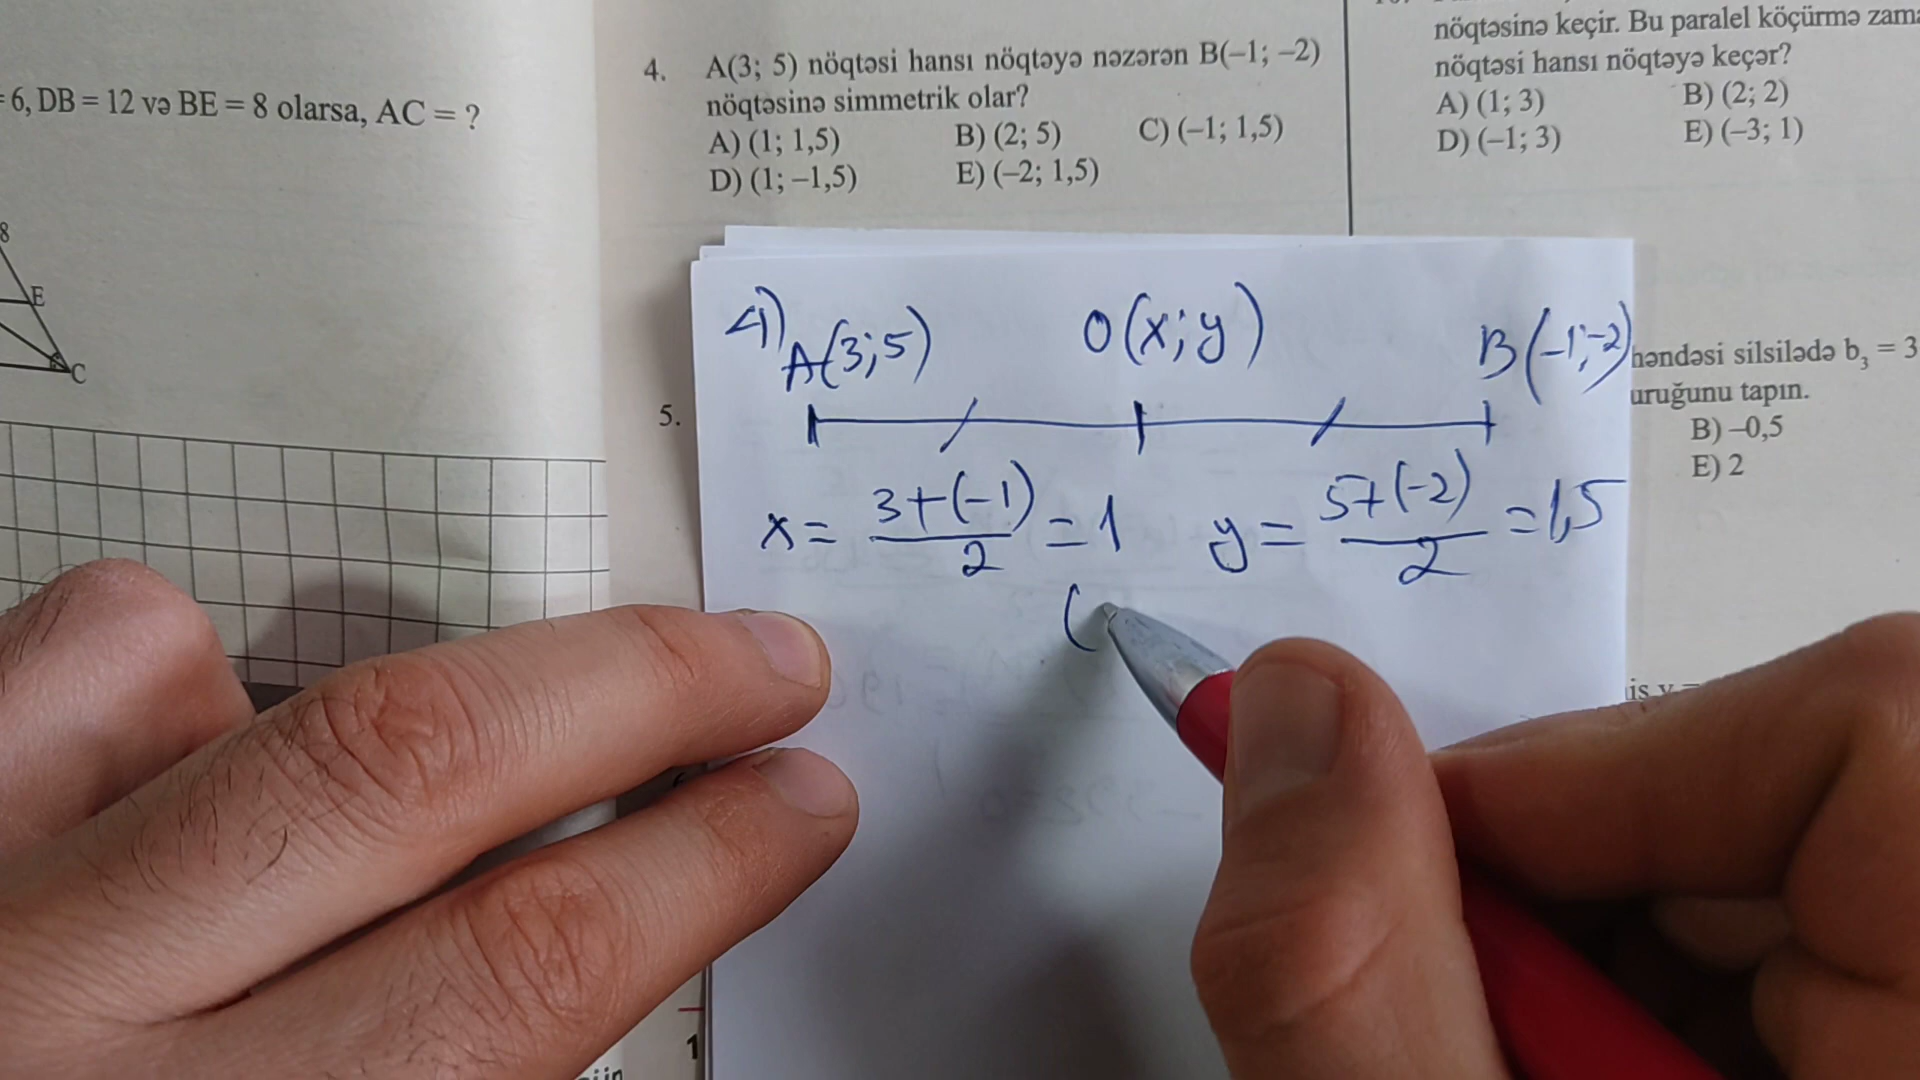 = 6, DB = 12 və BE = 8 olarsa, AC = ?
8
E
C
4. A(3; 5) nöqtəsi hansı nöqtəyə nəzərən B(–1; –2)
nöqtəsinə simmetrik olar?
A) (1; 1,5) B) (2; 5) C) (–1; 1,5)
D) (1; –1,5) E) (–2; 1,5)
5.
4) A(3;5) O(x;y) B(-1;-2)
x = 3+(-1)/2 = 1 y = 5+(-2)/2 = 1,5
(
1
nöqtəsinə keçir. Bu paralel köçürmə
nöqtəsi hansı nöqtəyə keçər?
A) (1; 3) B) (2; 2)
D) (–1; 3) E) (–3; 1)
həndəsi silsilədə b₃ = 3
uruğunu tapın.
B) –0,5
E) 2